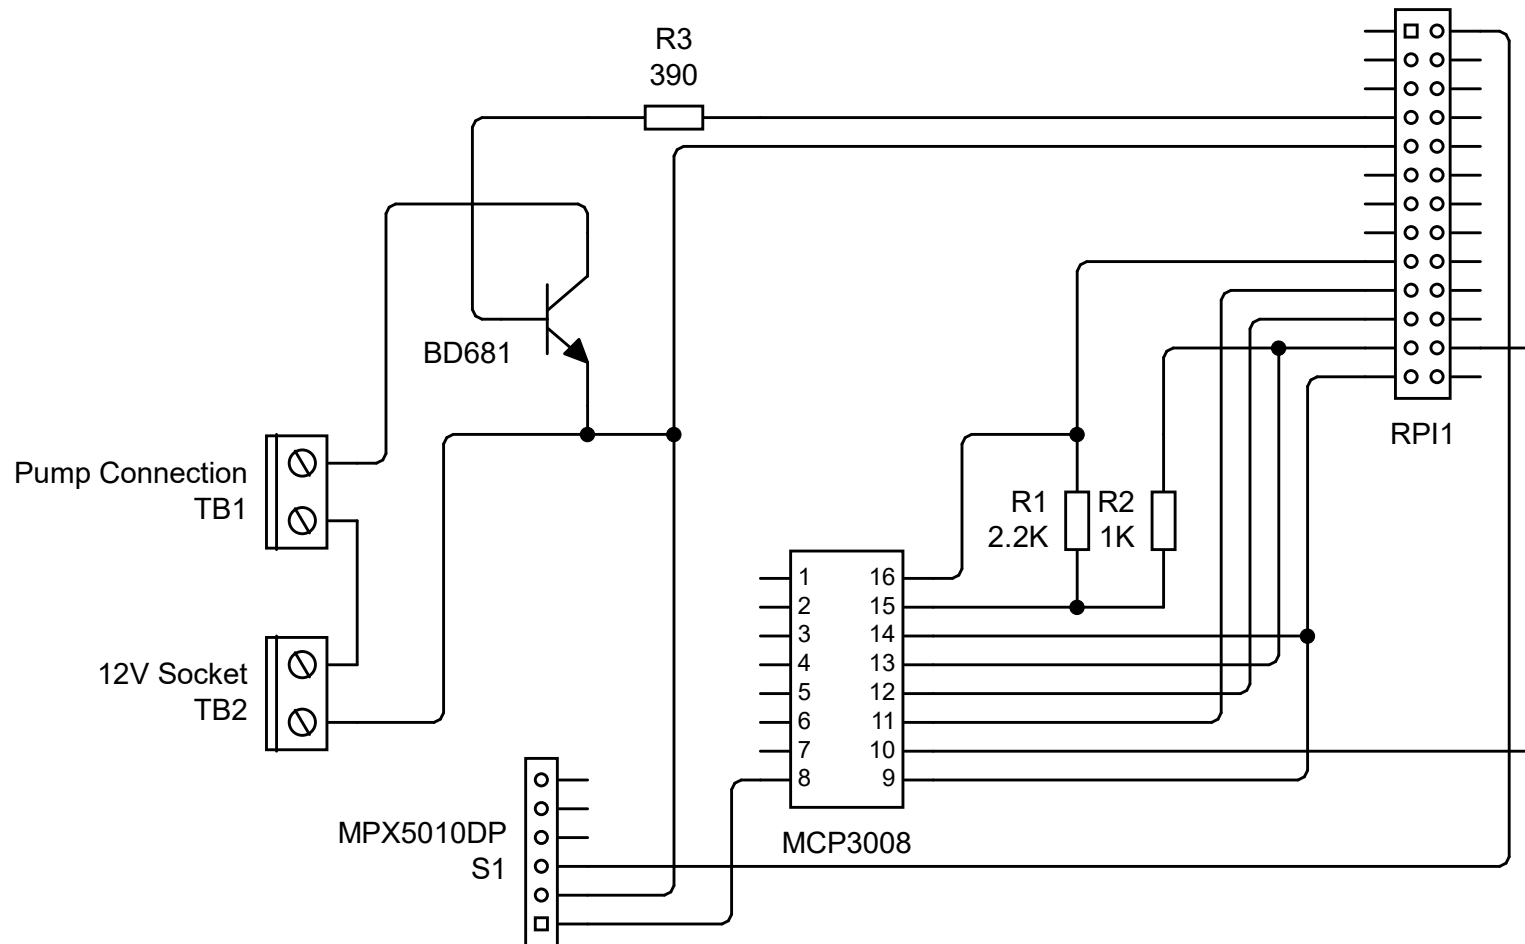 R3
390
BD681
RPI1
Pump Connection
TB1
R1
2.2K
R2
1K
12V Socket
TB2
1 16
2 15
3 14
4 13
5 12
6 11
7 10
8 9
MCP3008
MPX5010DP
S1